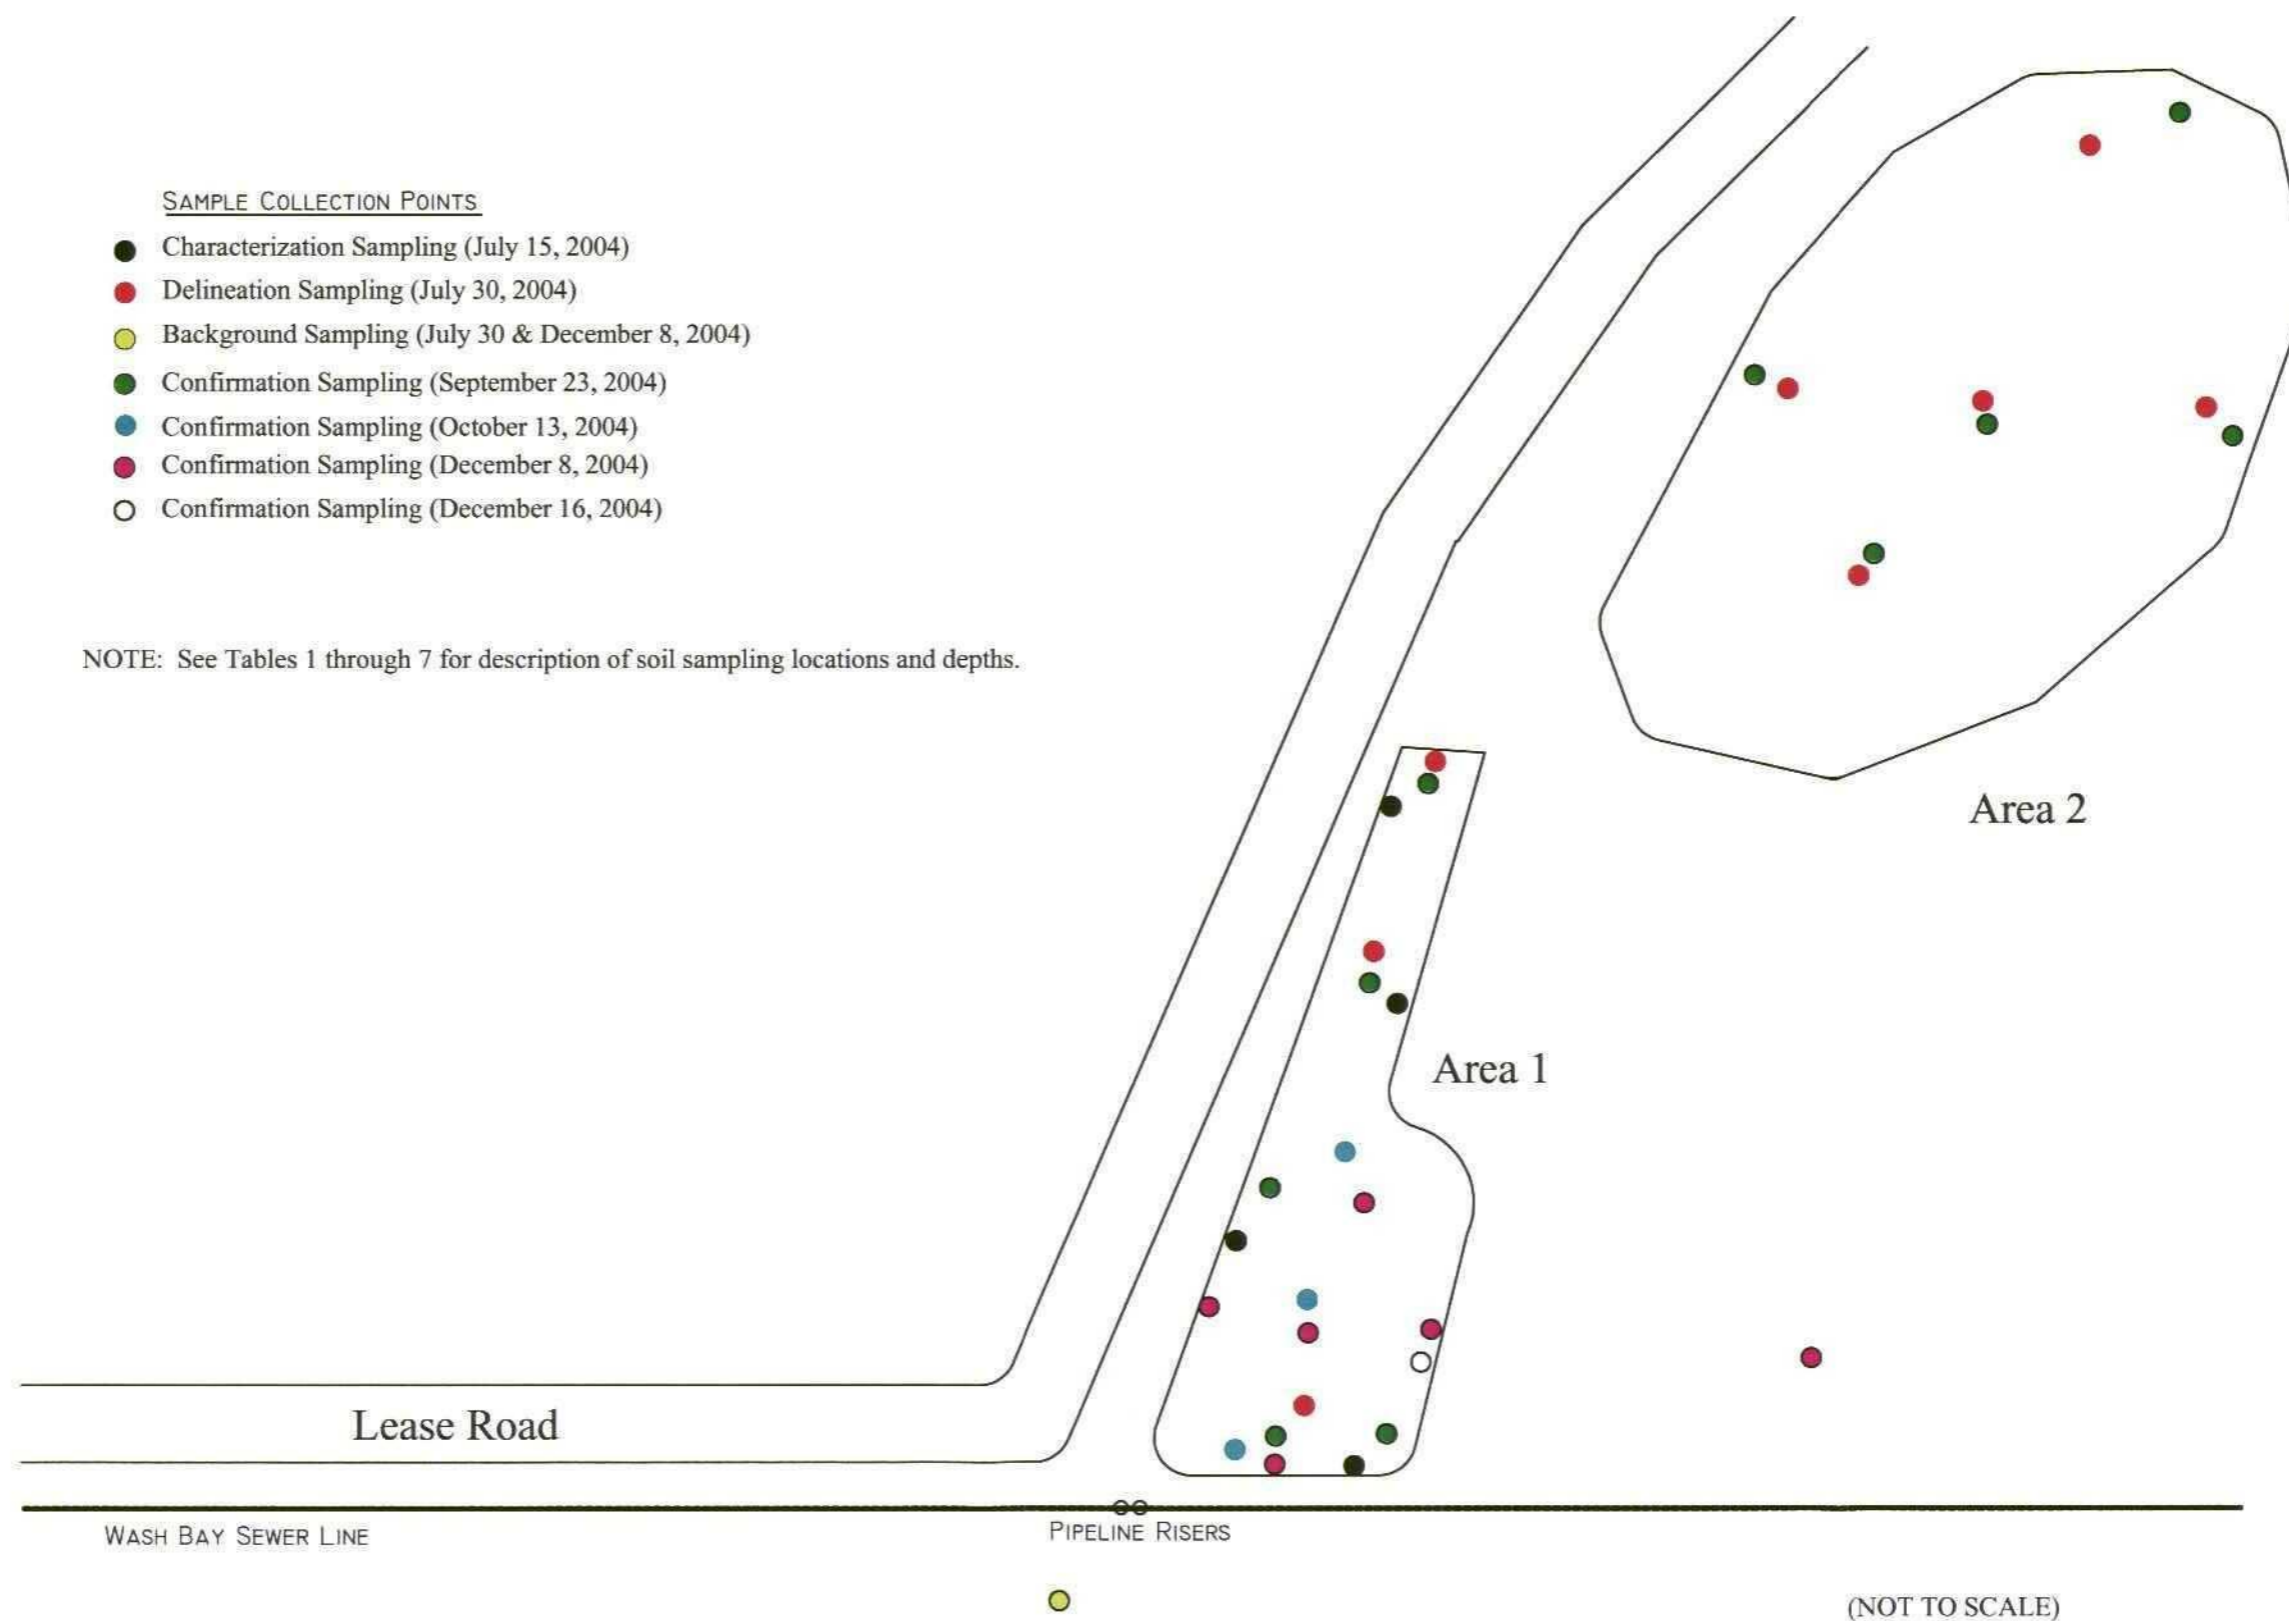 SAMPLE COLLECTION POINTS
Characterization Sampling (July 15, 2004)
Delineation Sampling (July 30, 2004)
Background Sampling (July 30 & December 8, 2004)
Confirmation Sampling (September 23, 2004)
Confirmation Sampling (October 13, 2004)
Confirmation Sampling (December 8, 2004)
Confirmation Sampling (December 16, 2004)
NOTE: See Tables 1 through 7 for description of soil sampling locations and depths.
Area 2
Area 1
Lease Road
WASH BAY SEWER LINE
PIPELINE RISERS
(NOT TO SCALE)